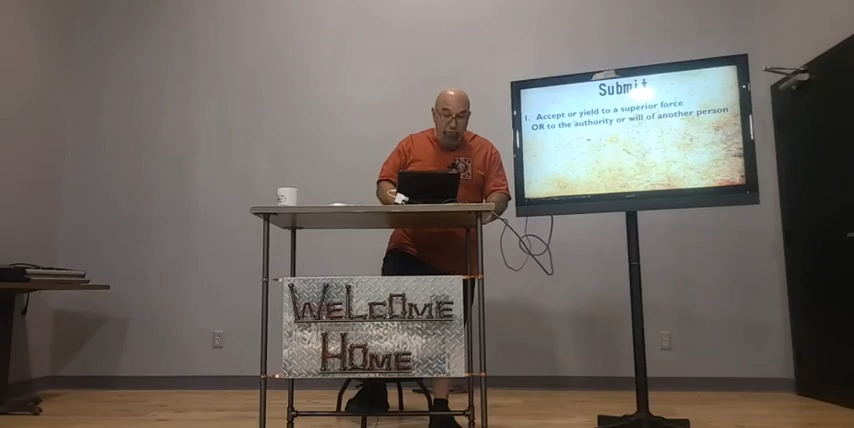 Submit
1. Accept or yield to a superior force
OR to the authority or will of another person
WELCOME
HOME